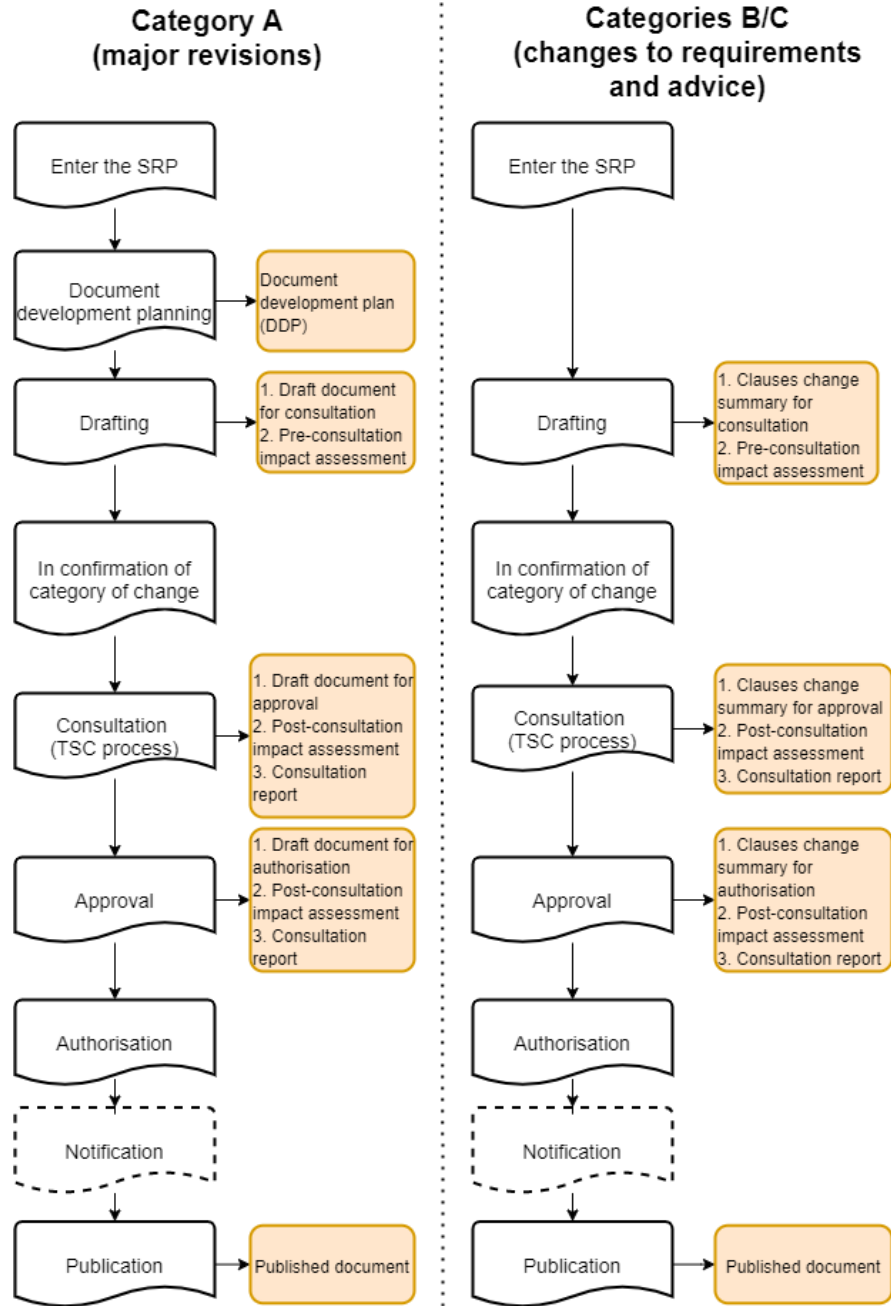 Category A
(major revisions)
Enter the SRP
Document
development planning
Document
development plan
(DDP)
Drafting
1. Draft document
for consultation
2. Pre-consultation
impact assessment
In confirmation of
category of change
Consultation
(TSC process)
1. Draft document for
approval
2. Post-consultation
impact assessment
3. Consultation
report
Approval
1. Draft document for
authorisation
2. Post-consultation
impact assessment
3. Consultation
report
Authorisation
Notification
Publication
Published document
Categories B/C
(changes to requirements
and advice)
Enter the SRP
Drafting
1. Clauses change
summary for
consultation
2. Pre-consultation
impact assessment
In confirmation of
category of change
Consultation
(TSC process)
1. Clauses change
summary for approval
2. Post-consultation
impact assessment
3. Consultation report
Approval
1. Clauses change
summary for
authorisation
2. Post-consultation
impact assessment
3. Consultation report
Authorisation
Notification
Publication
Published document